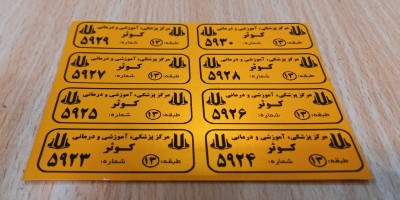 مرکز پزشکی، آموزشی و درمانی
کوثر
طبقه: ۱۳ شماره: ۵۹۳۰
مرکز پزشکی، آموزشی و درمانی
کوثر
طبقه: ۱۳ شماره: ۵۹۲۹
مرکز پزشکی، آموزشی و درمانی
کوثر
طبقه: ۱۳ شماره: ۵۹۲۸
مرکز پزشکی، آموزشی و درمانی
کوثر
طبقه: ۱۳ شماره: ۵۹۲۷
مرکز پزشکی، آموزشی و درمانی
کوثر
طبقه: ۱۳ شماره: ۵۹۲۶
مرکز پزشکی، آموزشی و درمانی
کوثر
طبقه: ۱۳ شماره: ۵۹۲۵
مرکز پزشکی، آموزشی و درمانی
کوثر
طبقه: ۱۳ شماره: ۵۹۲۴
مرکز پزشکی، آموزشی و درمانی
کوثر
طبقه: ۱۳ شماره: ۵۹۲۳